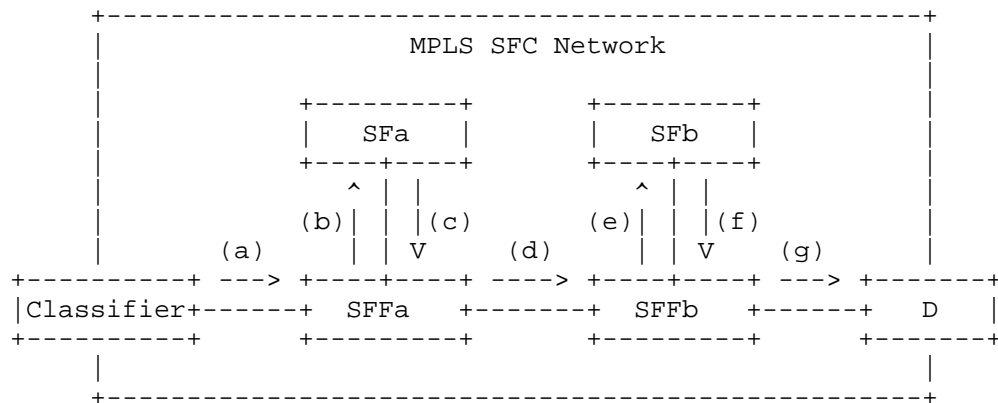 MPLS SFC Network
SFa SFb
(b) (c) (e) (f)
(a) (d) (g)
Classifier SFFa SFFb D